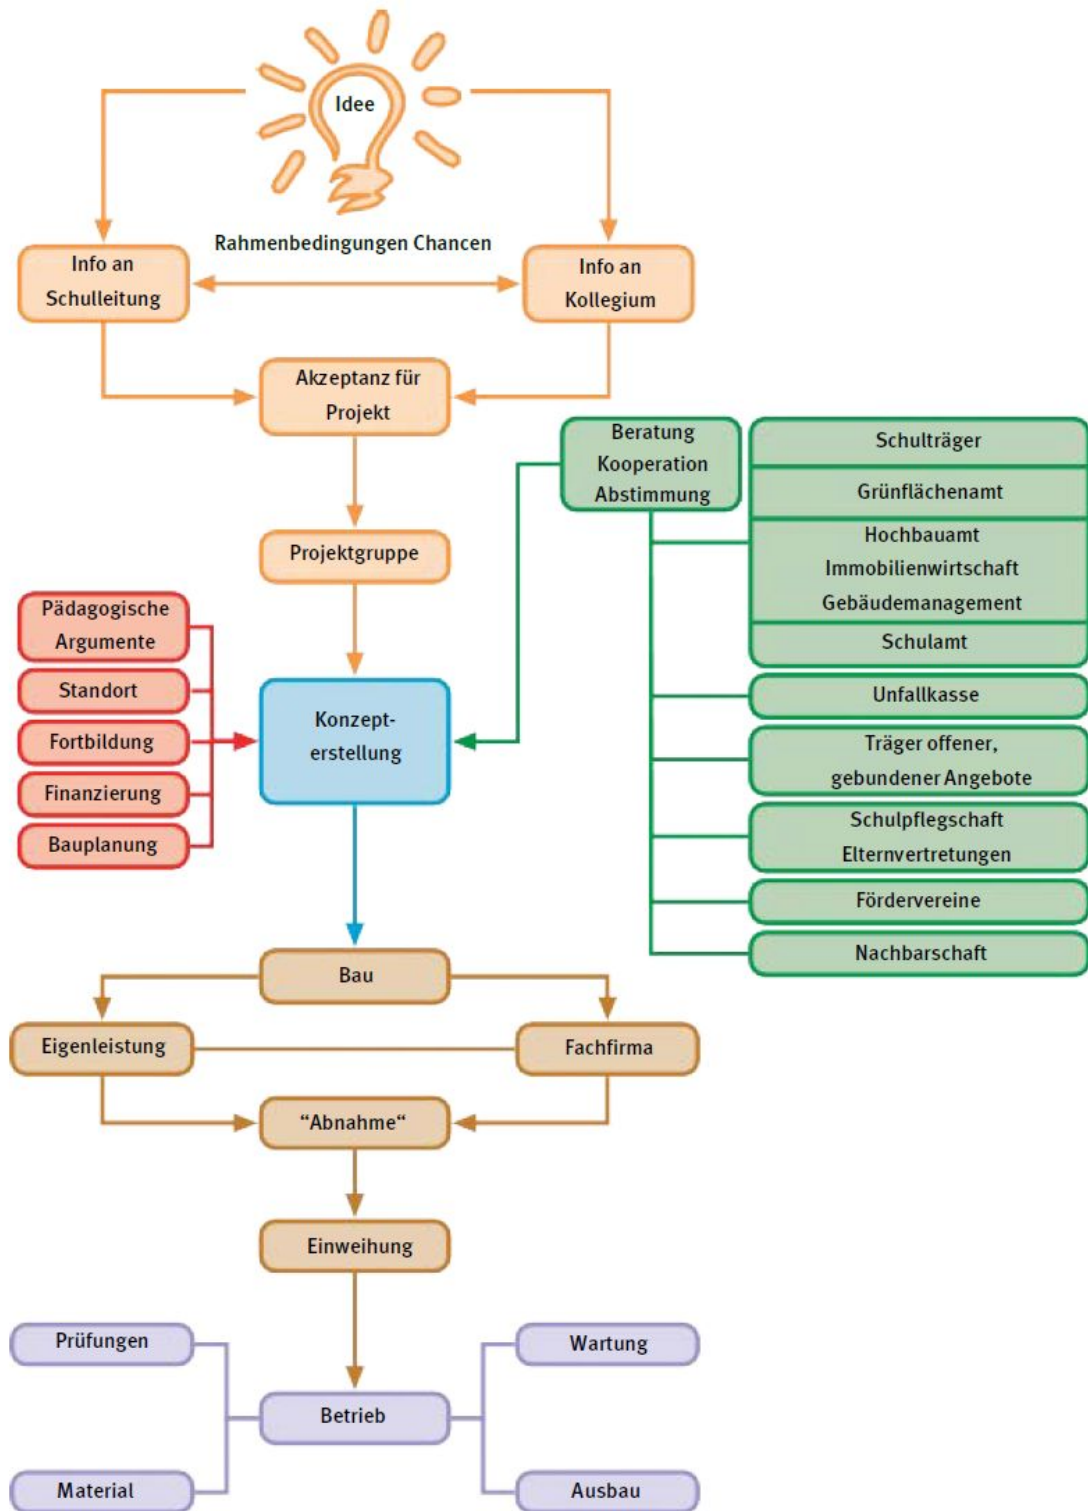 Idee
Rahmenbedingungen Chancen
Info an
Schulleitung
Info an
Kollegium
Akzeptanz für
Projekt
Projektgruppe
Beratung
Kooperation
Abstimmung
Schulträger
Grünflächenamt
Hochbauamt
Immobilienwirtschaft
Gebäudemanagement
Schulamt
Unfallkasse
Träger offener,
gebundener Angebote
Schulpflegschaft
Elternvertretungen
Fördervereine
Nachbarschaft
Pädagogische
Argumente
Standort
Fortbildung
Finanzierung
Bauplanung
Konzept-
erstellung
Bau
Eigenleistung
Fachfirma
“Abnahme“
Einweihung
Prüfungen
Wartung
Betrieb
Material
Ausbau